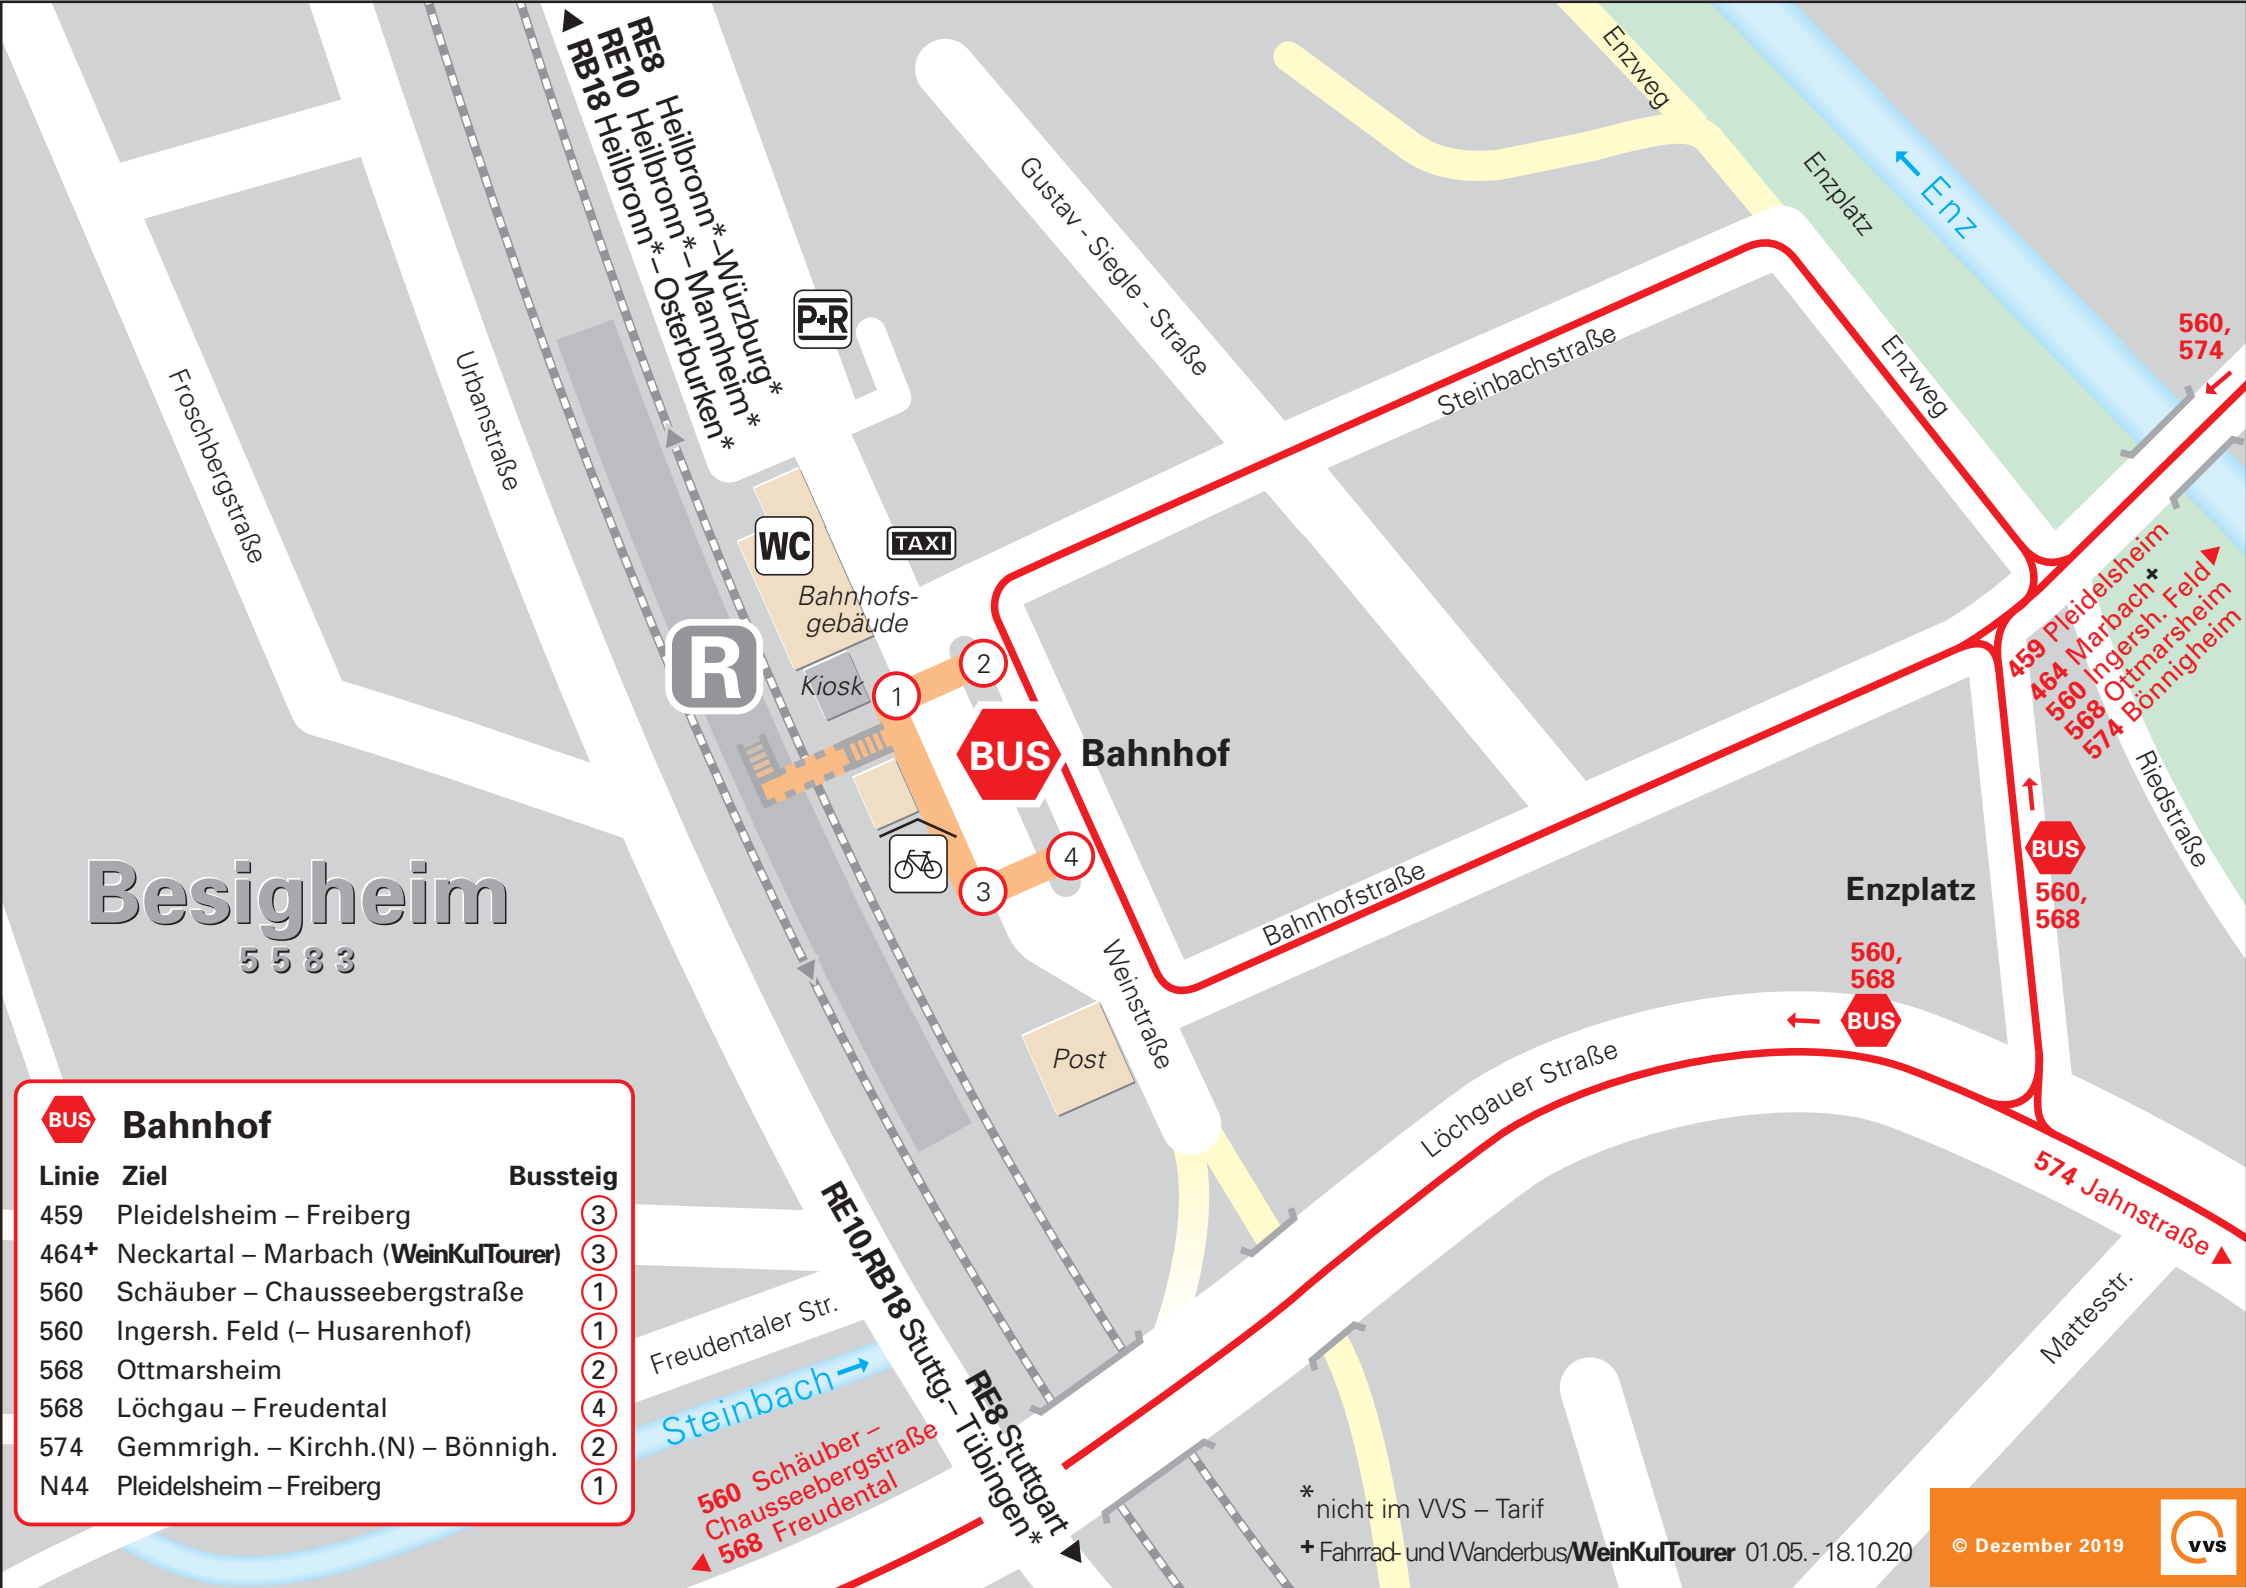 RE8 Heilbronn*–Würzburg*
RE10 Heilbronn*– Mannheim*
RB18 Heilbronn*– Osterburken*
Enzweg
Enzplatz
Enz
Gustav - Siegle - Straße
P+R
Steinbachstraße
Enzweg
560,
574
Froschbergstraße
Urbanstraße
WC
TAXI
Bahnhofs-
gebäude
R
Kiosk
1
2
BUS Bahnhof
3
4
459 Pleidelsheim
464 Marbach+
560 Ingersh. Feld
568 Ottmarsheim
574 Bönnigheim
Riedstraße
Besigheim
5583
Bahnhofstraße
Weinstraße
Enzplatz
BUS
560,
568
560,
568
BUS
Post
Löchgauer Straße
574 Jahnstraße
Mattesstr.
BUS Bahnhof
Linie Ziel Bussteig
459 Pleidelsheim – Freiberg 3
464+ Neckartal – Marbach (WeinKulTourer) 3
560 Schäuber – Chausseebergstraße 1
560 Ingersh. Feld (– Husarenhof) 1
568 Ottmarsheim 2
568 Löchgau – Freudental 4
574 Gemmrigh. – Kirchh.(N) – Bönnigh. 2
N44 Pleidelsheim – Freiberg 1
Freudentaler Str.
Steinbach
RE10,RB18 Stuttg.– Tübingen*
RE8 Stuttgart
560 Schäuber –
Chausseebergstraße
568 Freudental
*nicht im VVS – Tarif
+ Fahrrad- und Wanderbus/WeinKulTourer 01.05. - 18.10.20
© Dezember 2019
vvs